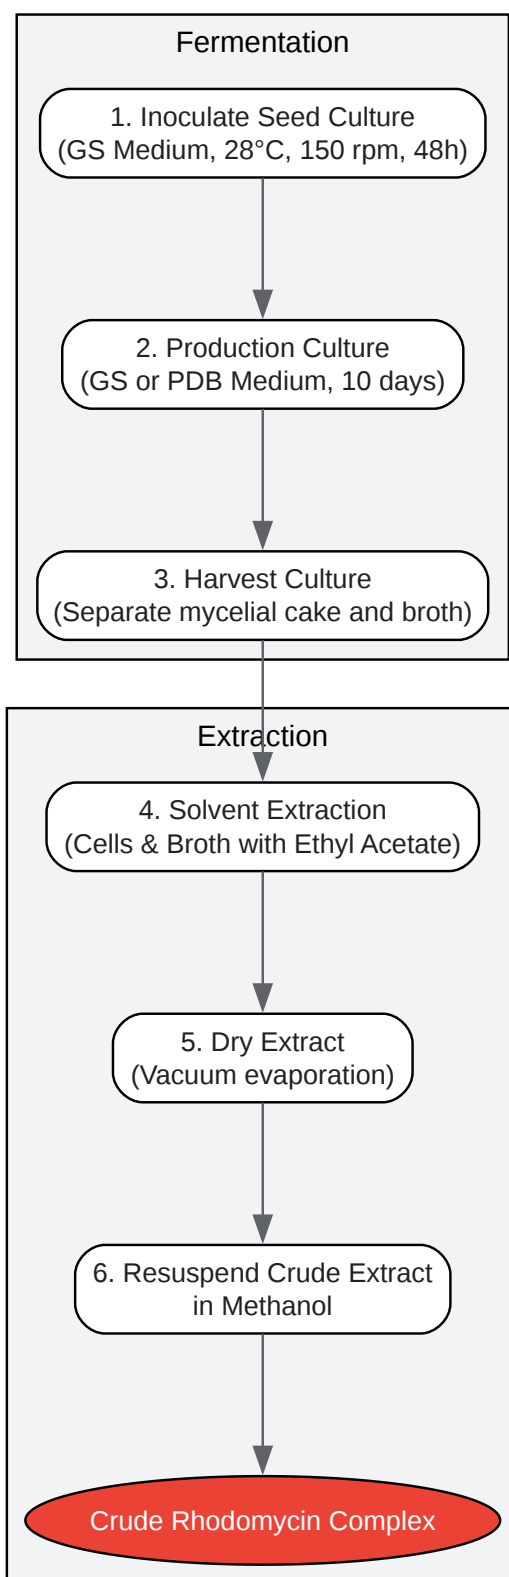 Fermentation
1. Inoculate Seed Culture
(GS Medium, 28°C, 150 rpm, 48h)
2. Production Culture
(GS or PDB Medium, 10 days)
3. Harvest Culture
(Separate mycelial cake and broth)
Extraction
4. Solvent Extraction
(Cells & Broth with Ethyl Acetate)
5. Dry Extract
(Vacuum evaporation)
6. Resuspend Crude Extract
in Methanol
Crude Rhodomycin Complex